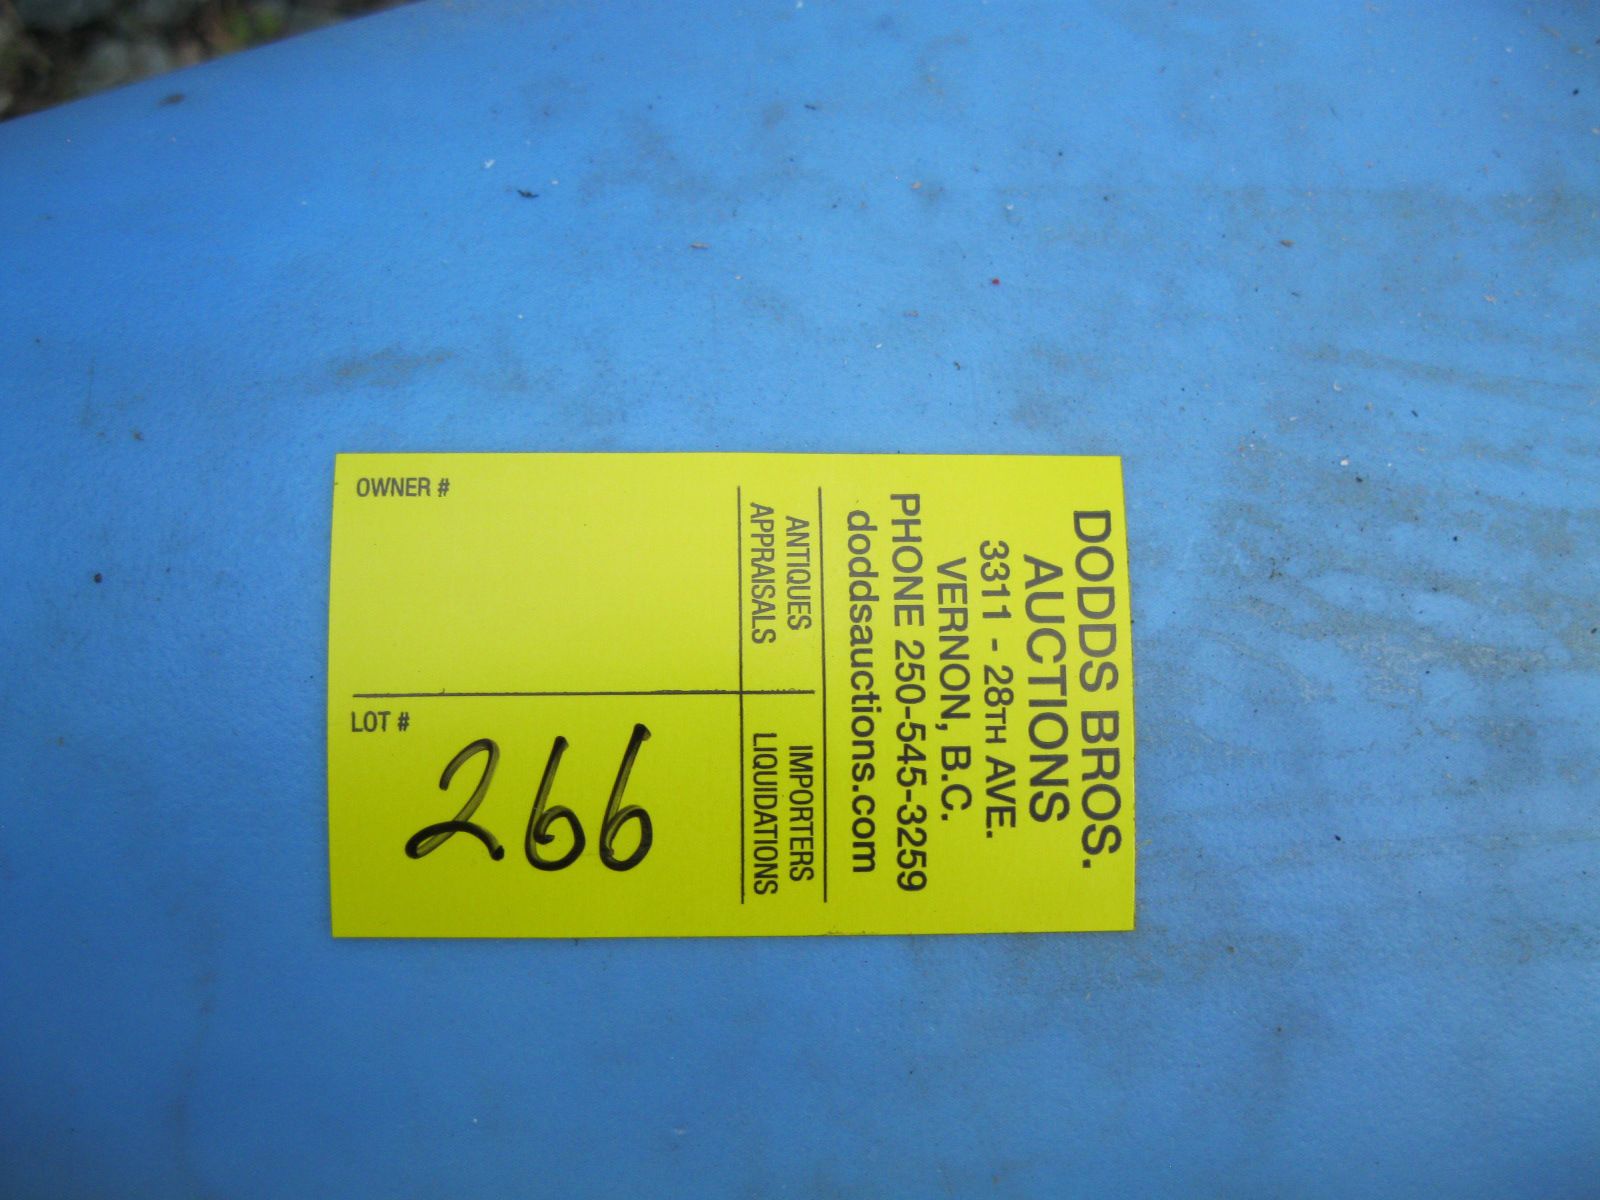 DODDS BROS.
AUCTIONS
3311 - 28TH AVE.
VERNON, B.C.
PHONE 250-545-3259
doddsauctions.com
ANTIQUES
APPRAISALS
IMPORTERS
LIQUIDATIONS
OWNER #
LOT #
266